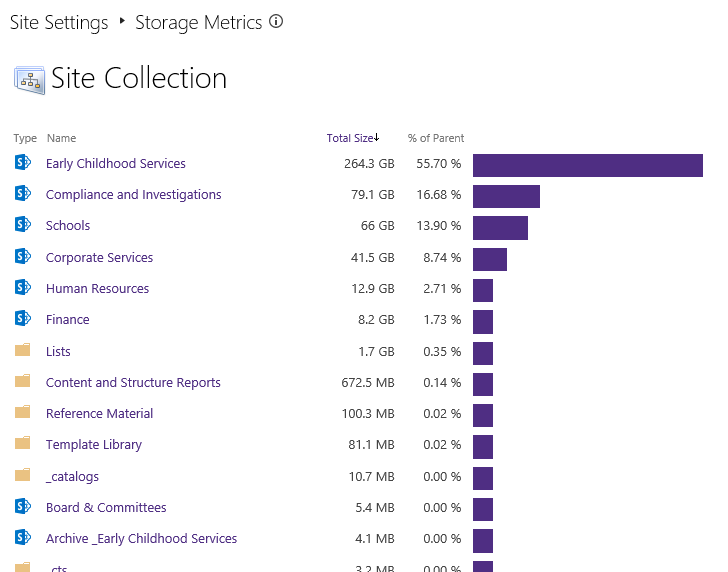 Site Settings ▸ Storage Metrics
Site Collection
Type Name Total Size % of Parent
Early Childhood Services 264.3 GB 55.70 %
Compliance and Investigations 79.1 GB 16.68 %
Schools 66 GB 13.90 %
Corporate Services 41.5 GB 8.74 %
Human Resources 12.9 GB 2.71 %
Finance 8.2 GB 1.73 %
Lists 1.7 GB 0.35 %
Content and Structure Reports 672.5 MB 0.14 %
Reference Material 100.3 MB 0.02 %
Template Library 81.1 MB 0.02 %
_catalogs 10.7 MB 0.00 %
Board & Committees 5.4 MB 0.00 %
Archive _Early Childhood Services 4.1 MB 0.00 %
_cts 3.2 MB 0.00 %